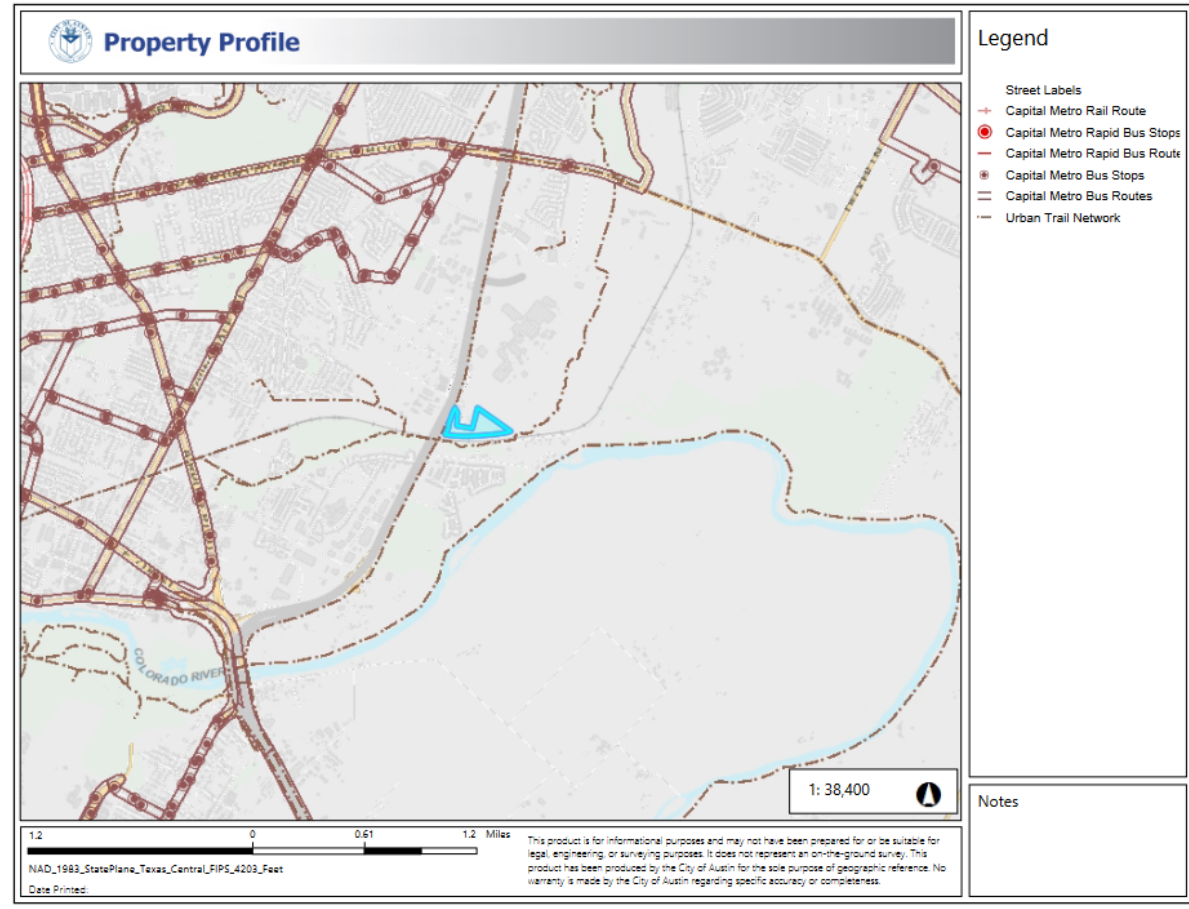 CITY OF AUSTIN
Property Profile
COLORADO RIVER
1: 38,400
Legend
Street Labels
Capital Metro Rail Route
Capital Metro Rapid Bus Stops
Capital Metro Rapid Bus Route
Capital Metro Bus Stops
Capital Metro Bus Routes
Urban Trail Network
Notes
1.2 0 0.61 1.2 Miles
NAD_1983_StatePlane_Texas_Central_FIPS_4203_Feet
Date Printed:
This product is for informational purposes and may not have been prepared for or be suitable for
legal, engineering, or surveying purposes. It does not represent an on-the-ground survey. This
product has been produced by the City of Austin for the sole purpose of geographic reference. No
warranty is made by the City of Austin regarding specific accuracy or completeness.